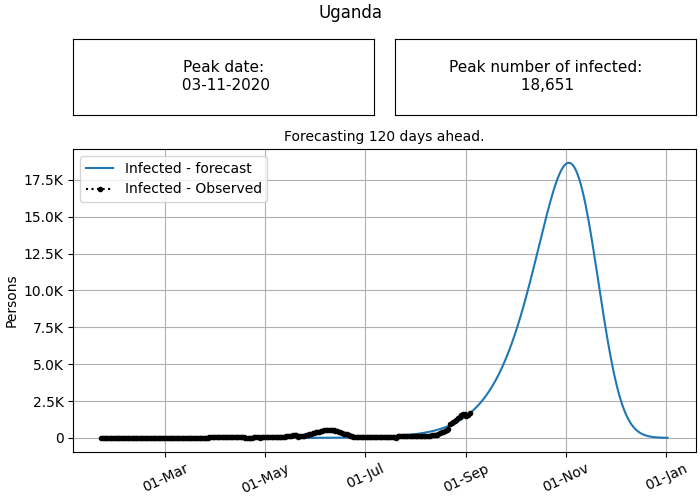 Uganda
Peak date:
03-11-2020
Peak number of infected:
18,651
Forecasting 120 days ahead.
Infected - forecast
Infected - Observed
Persons
17.5K
15.0K
12.5K
10.0K
7.5K
5.0K
2.5K
0
01-Mar
01-May
01-Jul
01-Sep
01-Nov
01-Jan